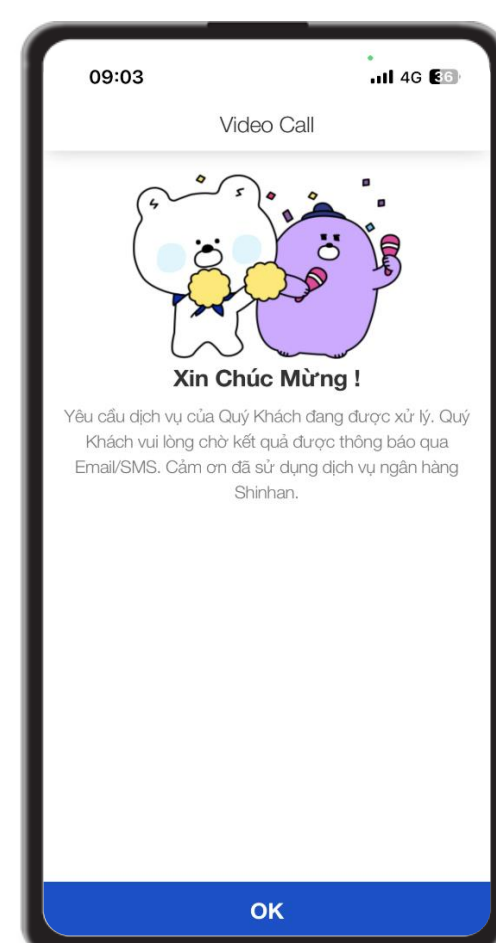 09:03
4G 36
Video Call
Xin Chúc Mừng !
Yêu cầu dịch vụ của Quý Khách đang được xử lý. Quý
Khách vui lòng chờ kết quả được thông báo qua
Email/SMS. Cảm ơn đã sử dụng dịch vụ ngân hàng
Shinhan.
OK